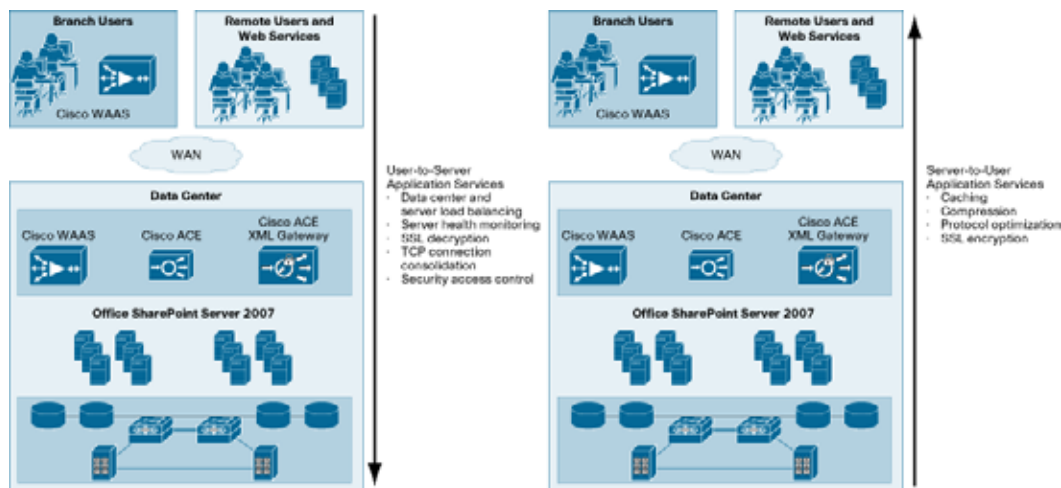 Branch Users
Cisco WAAS
Remote Users and
Web Services
WAN
Data Center
Cisco WAAS
Cisco ACE
Cisco ACE
XML Gateway
Office SharePoint Server 2007
User-to-Server
Application Services
· Data center and
server load balancing
· Server health monitoring
· SSL decryption
· TCP connection
consolidation
· Security access control
Branch Users
Cisco WAAS
Remote Users and
Web Services
WAN
Data Center
Cisco WAAS
Cisco ACE
Cisco ACE
XML Gateway
Office SharePoint Server 2007
Server-to-User
Application Services
· Caching
· Compression
· Protocol optimization
· SSL encryption